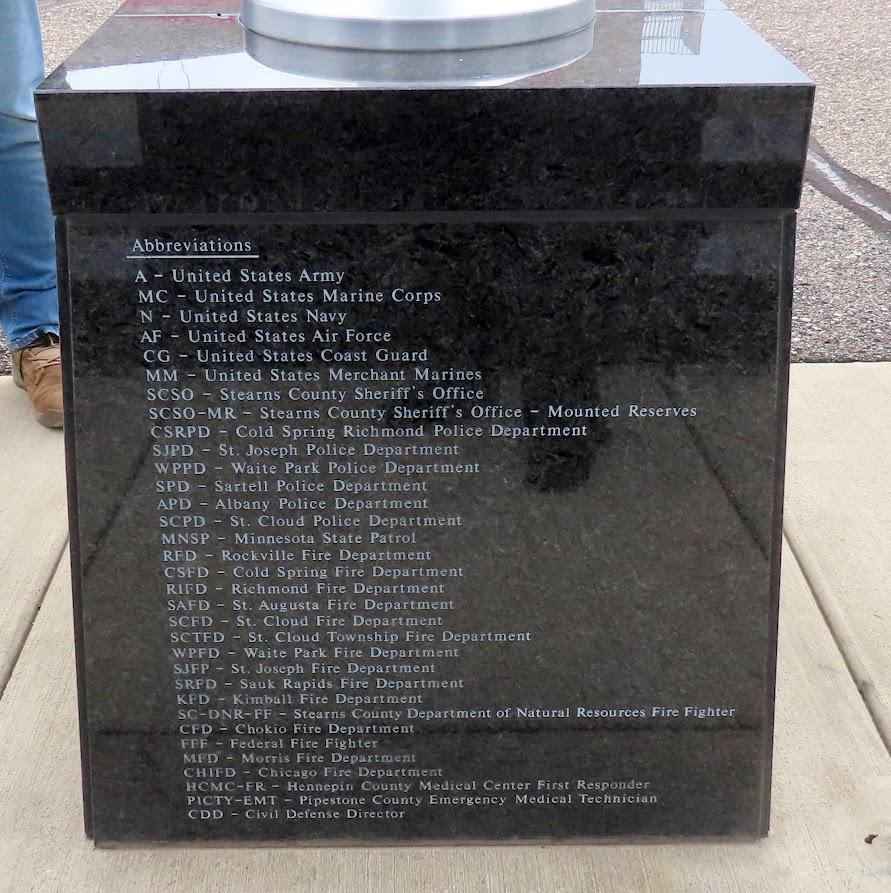 Abbreviations
A – United States Army
MC – United States Marine Corps
N – United States Navy
AF – United States Air Force
CG – United States Coast Guard
MM – United States Merchant Marines
SCSO – Stearns County Sheriff's Office
SCSO-MR – Stearns County Sheriff's Office – Mounted Reserves
CSRPD – Cold Spring Richmond Police Department
SJPD – St. Joseph Police Department
WPPD – Waite Park Police Department
SPD – Sartell Police Department
APD – Albany Police Department
SCPD – St. Cloud Police Department
MNSP – Minnesota State Patrol
RFD – Rockville Fire Department
CSFD – Cold Spring Fire Department
RIFD – Richmond Fire Department
SAFD – St. Augusta Fire Department
SCFD – St. Cloud Fire Department
SCTFD – St. Cloud Township Fire Department
WPFD – Waite Park Fire Department
SJFP – St. Joseph Fire Department
SRFD – Sauk Rapids Fire Department
KFD – Kimball Fire Department
SC-DNR-FF – Stearns County Department of Natural Resources Fire Fighter
CFD – Chokio Fire Department
FFF – Federal Fire Fighter
MFD – Morris Fire Department
CHIFD – Chicago Fire Department
HCMC-FR – Hennepin County Medical Center First Responder
PICTY-EMT – Pipestone County Emergency Medical Technician
CDD – Civil Defense Director